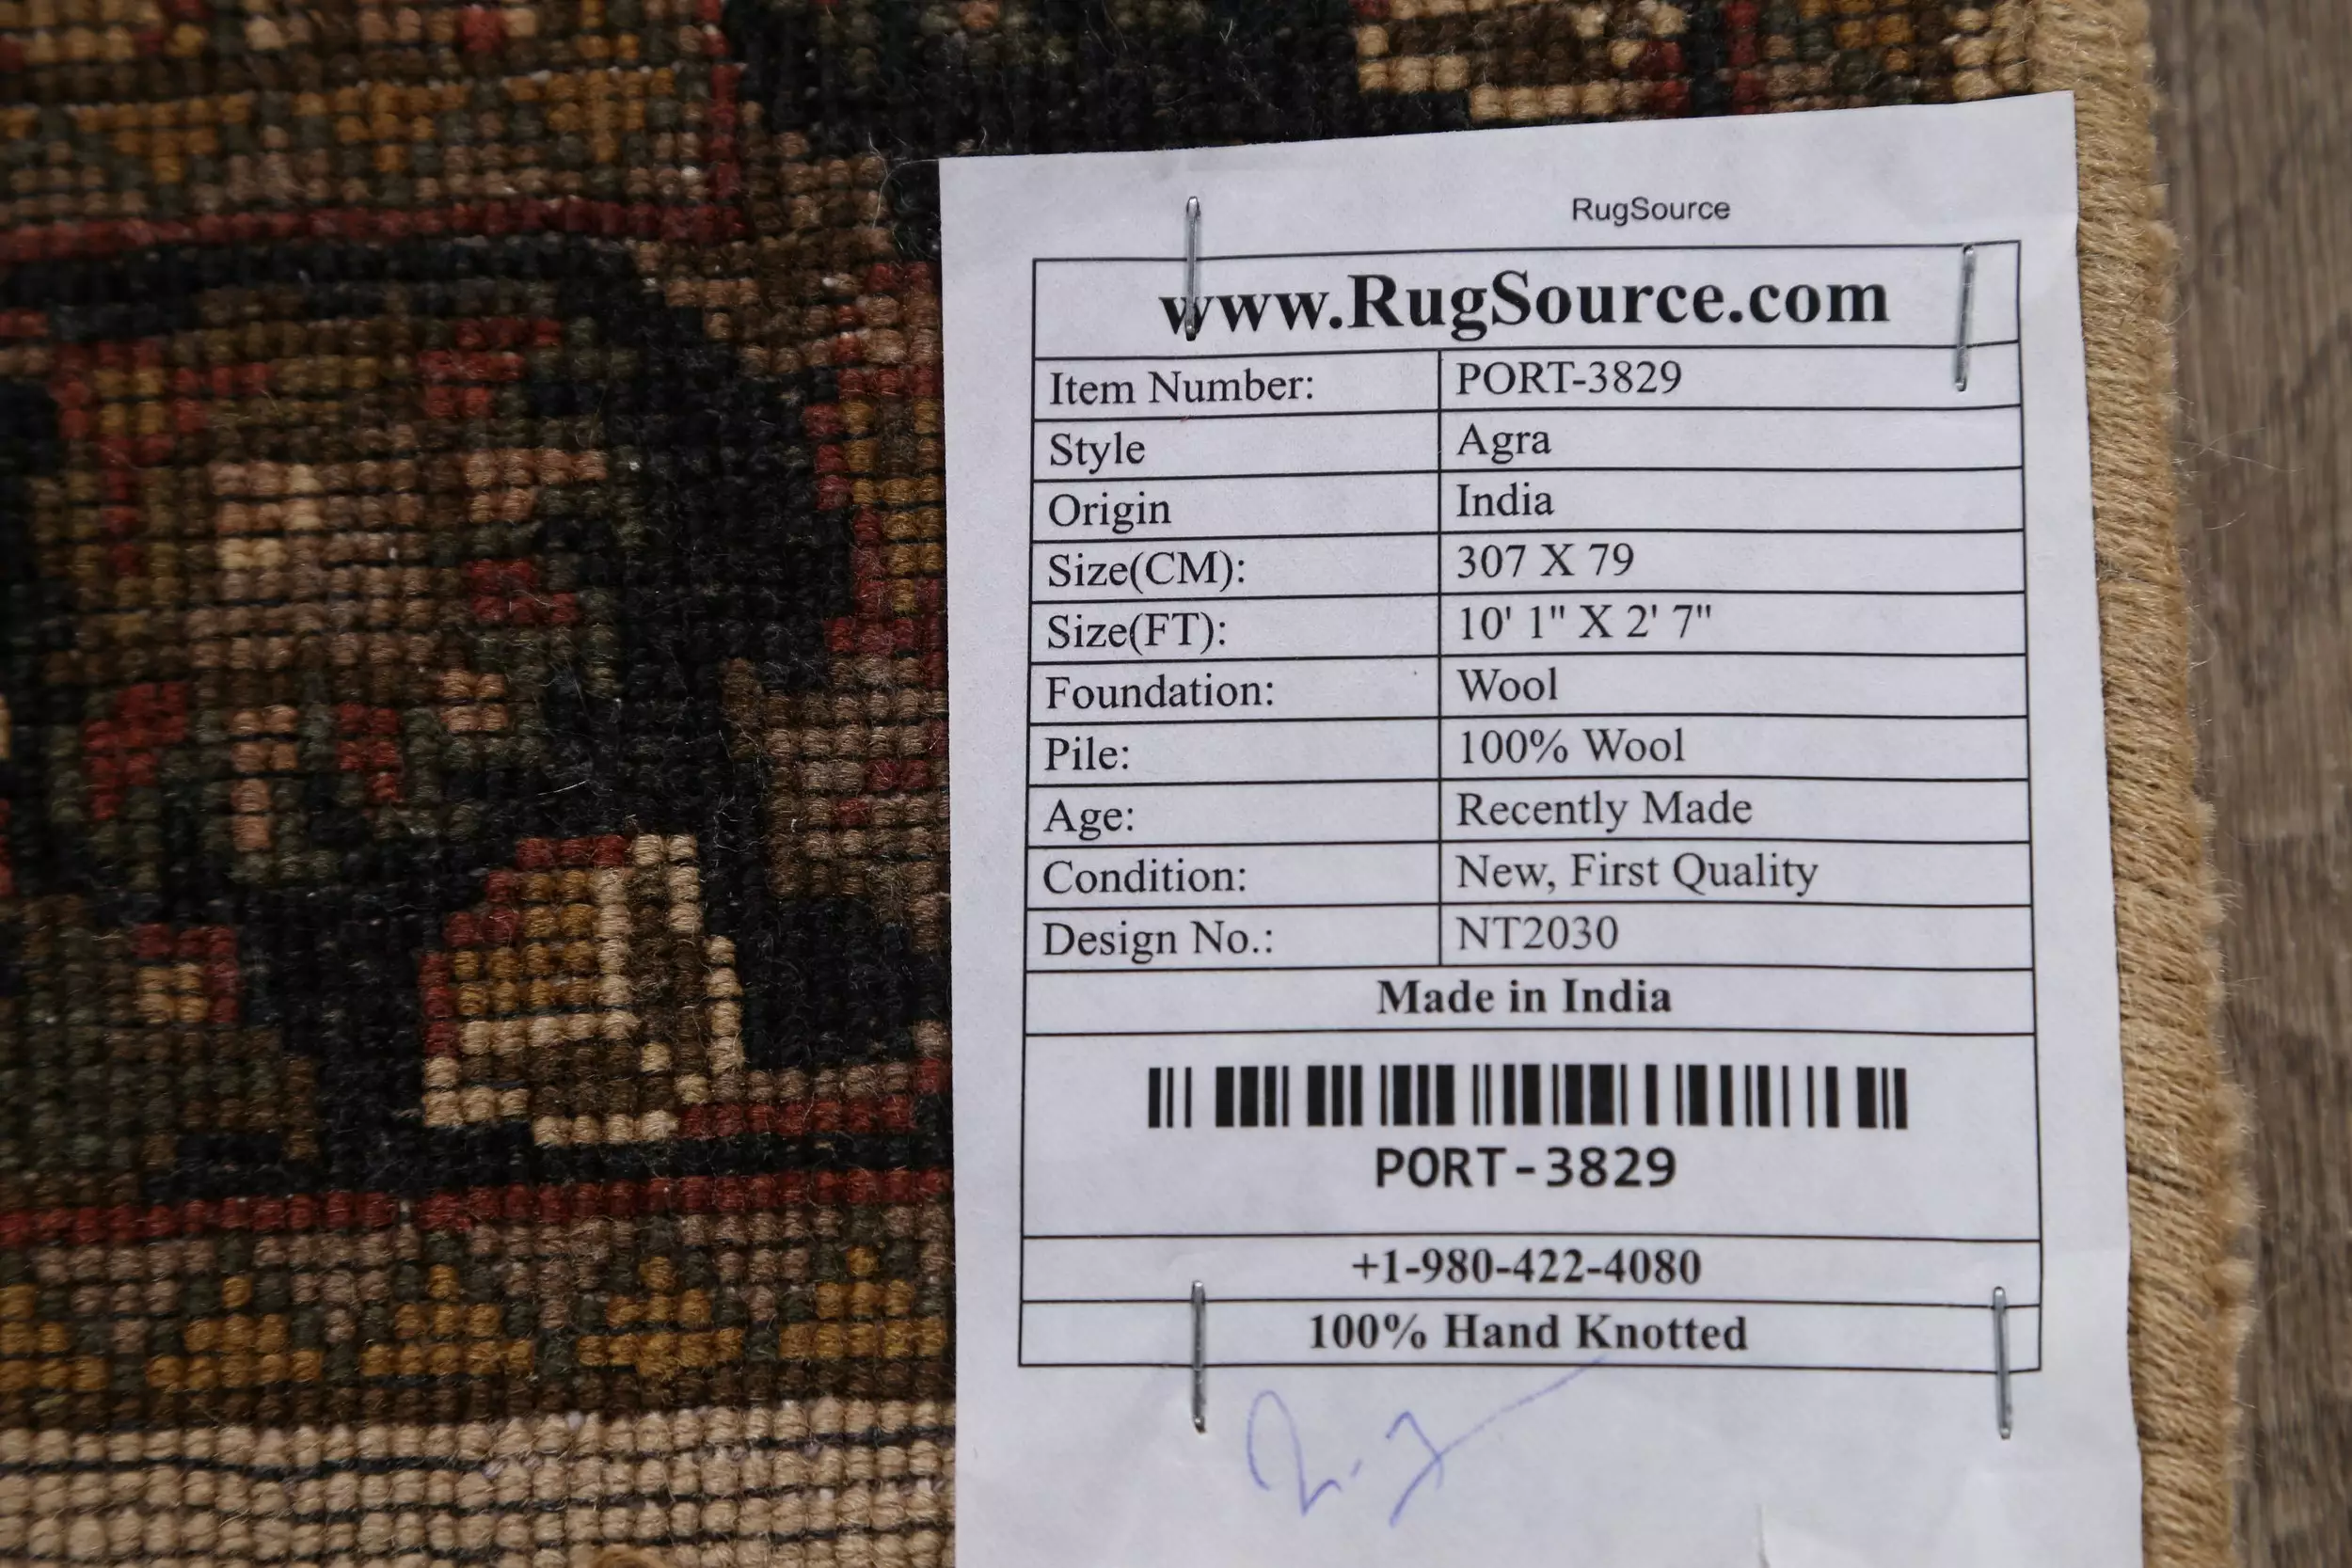 RugSource
www.RugSource.com
Item Number: PORT-3829
Style Agra
Origin India
Size(CM): 307 X 79
Size(FT): 10' 1" X 2' 7"
Foundation: Wool
Pile: 100% Wool
Age: Recently Made
Condition: New, First Quality
Design No.: NT2030
Made in India
PORT-3829
+1-980-422-4080
100% Hand Knotted